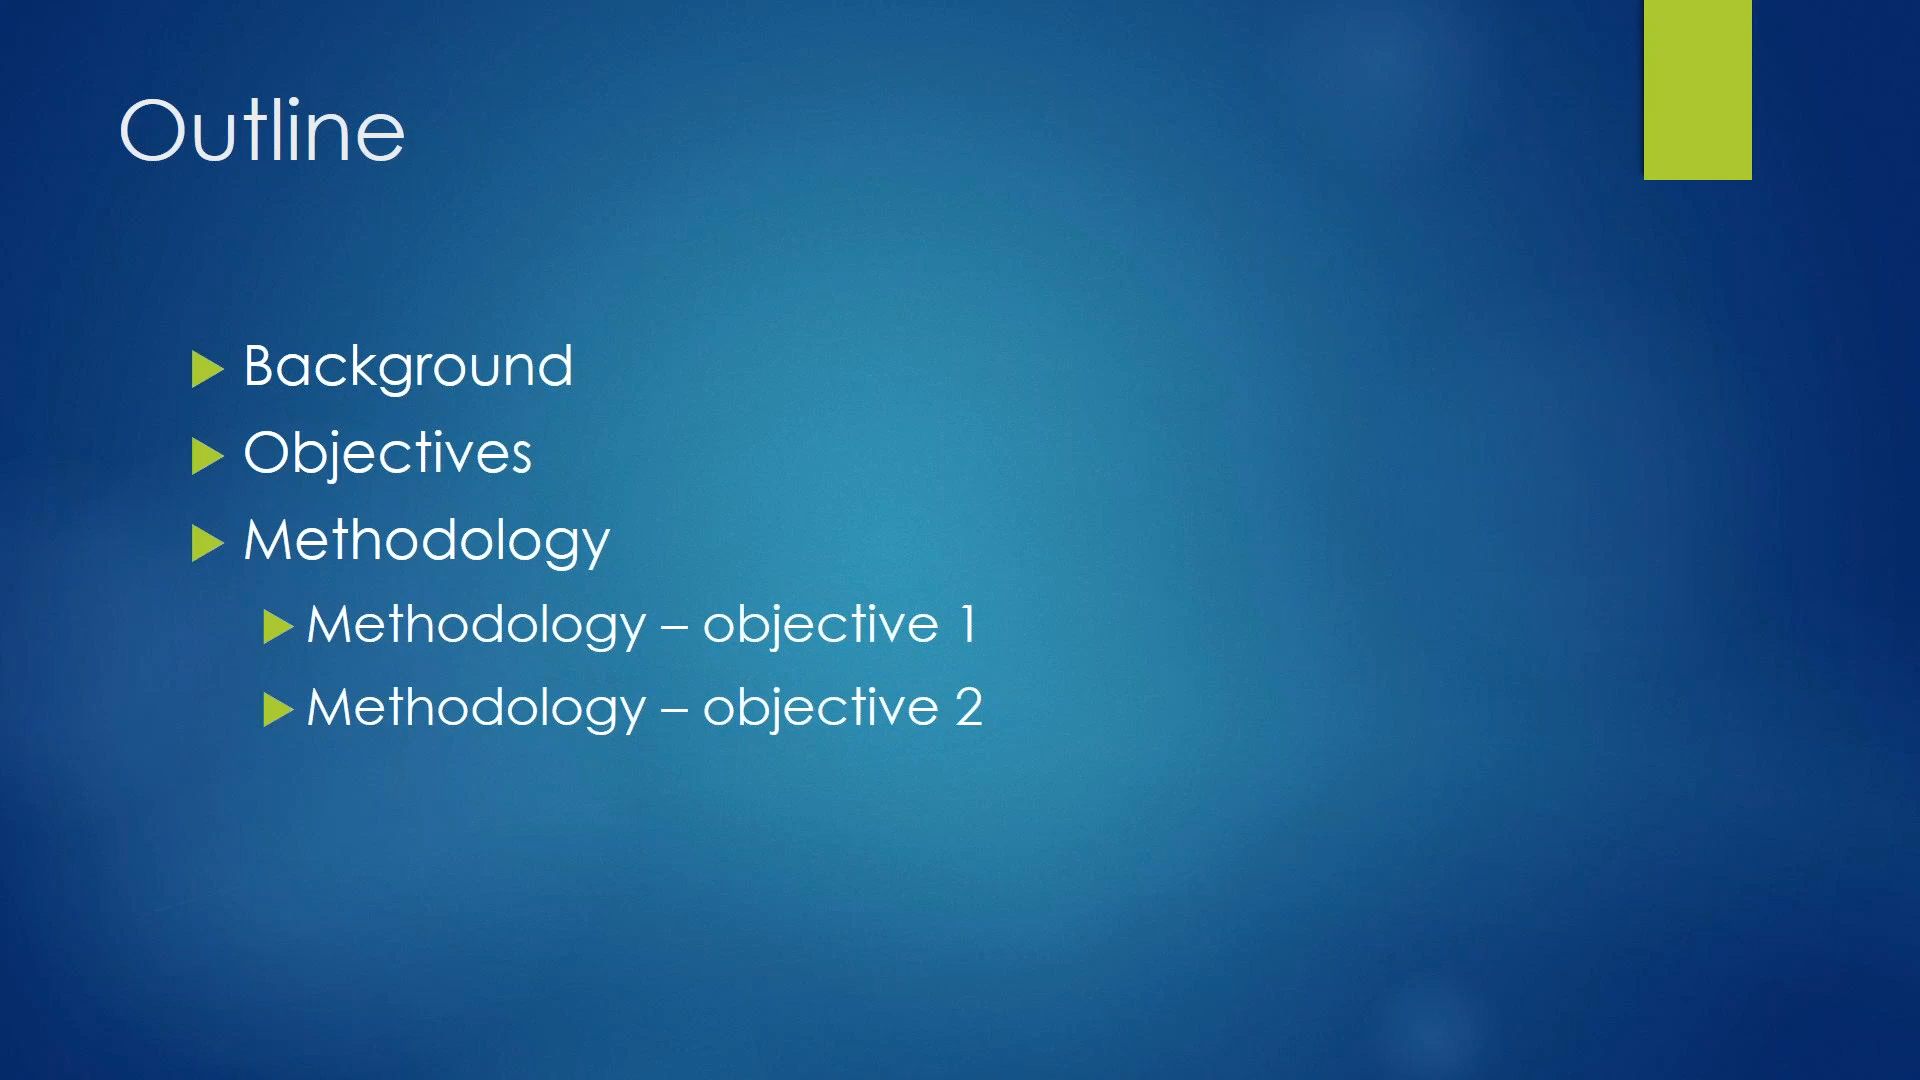 Outline
Background
Objectives
Methodology
Methodology – objective 1
Methodology – objective 2